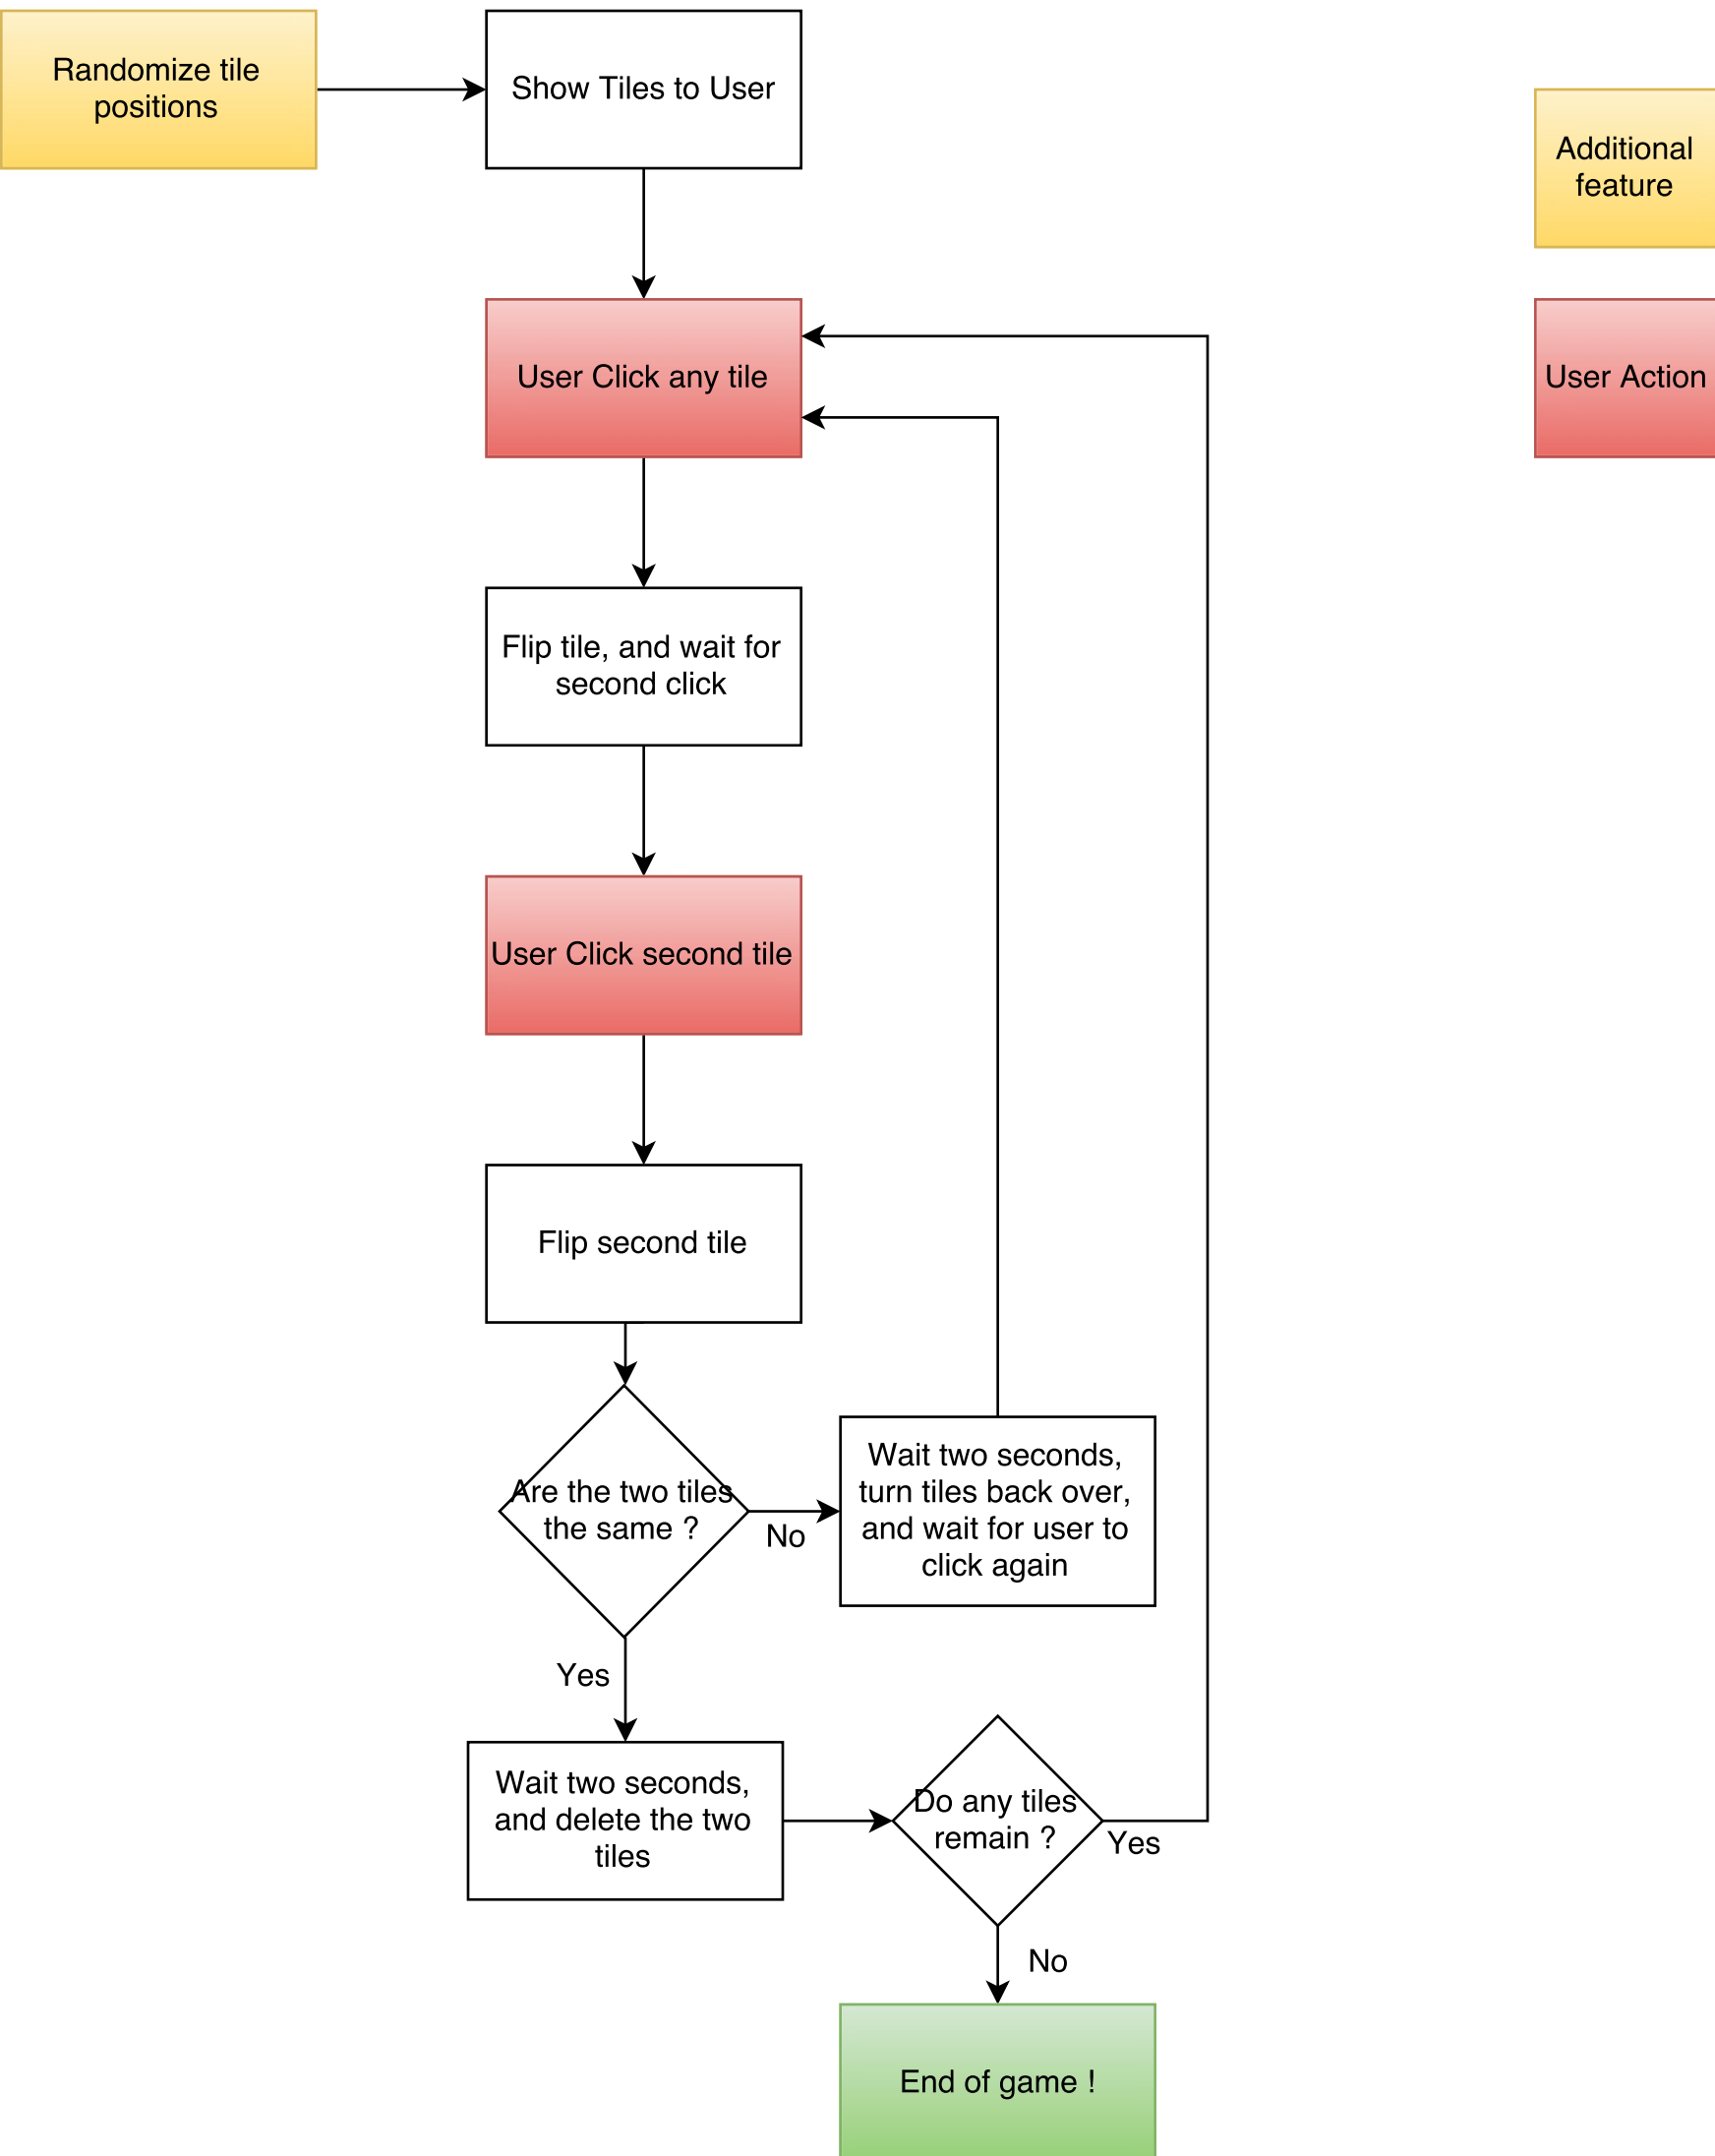 Randomize tile
positions
Show Tiles to User
Additional
feature
User Click any tile
User Action
Flip tile, and wait for
second click
User Click second tile
Flip second tile
Are the two tiles
the same ?
No
Wait two seconds,
turn tiles back over,
and wait for user to
click again
Yes
Wait two seconds,
and delete the two
tiles
Do any tiles
remain ?
Yes
No
End of game !